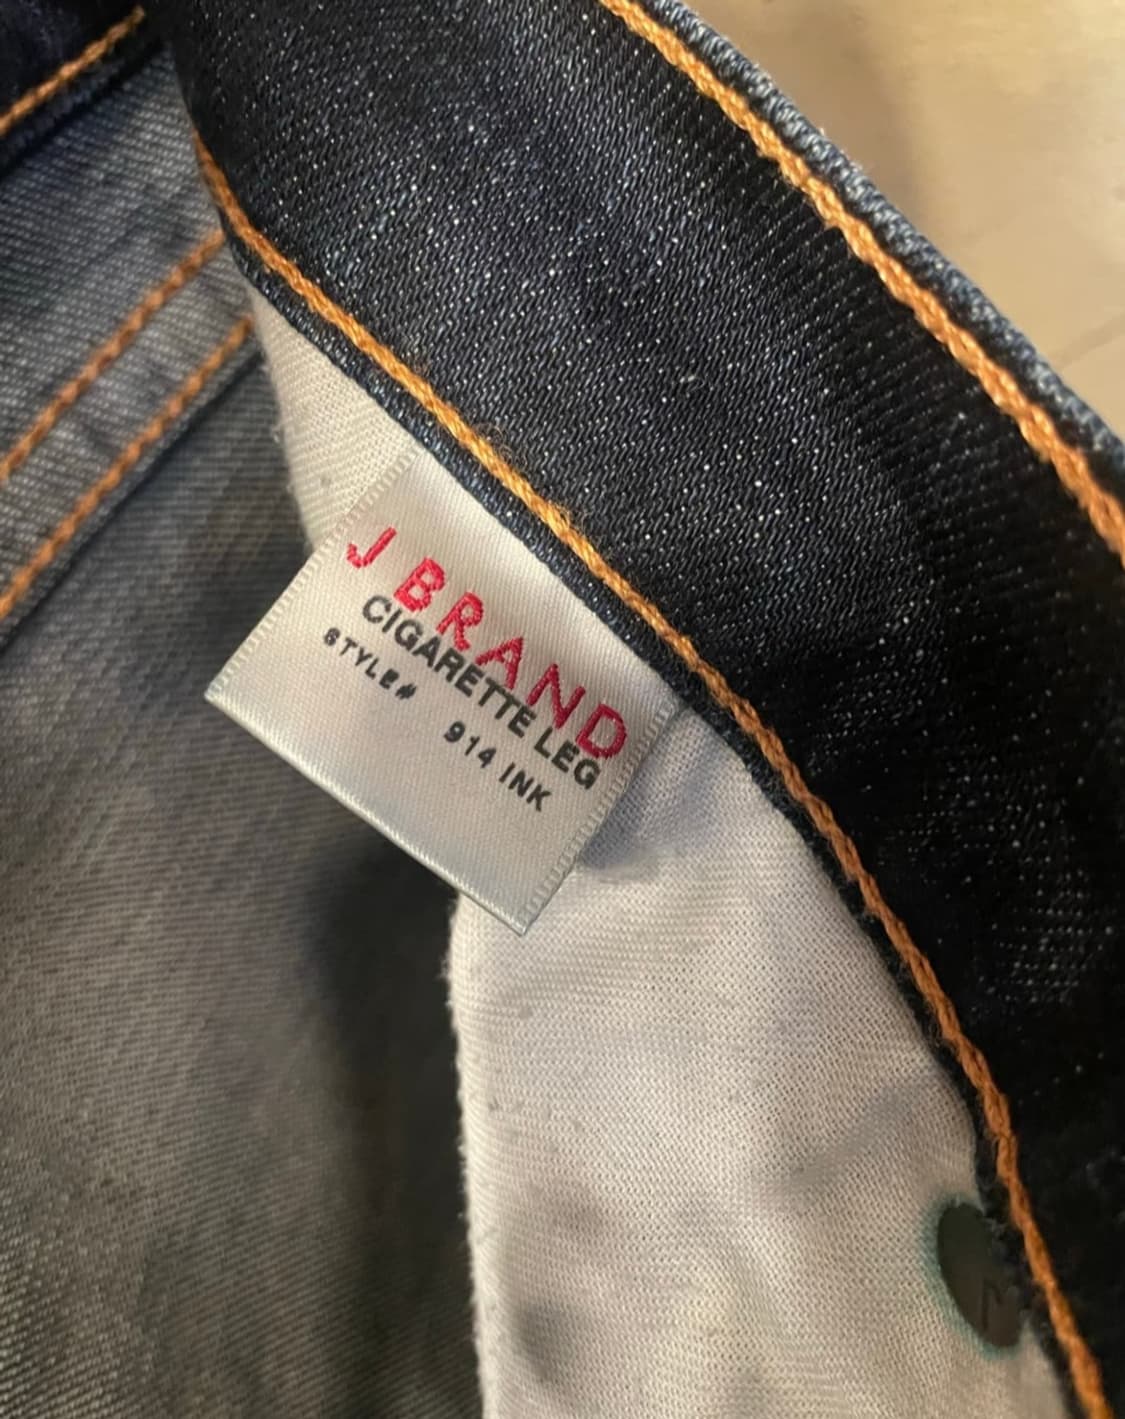 J BRAND
CIGARETTE LEG
STYLE# 914 INK